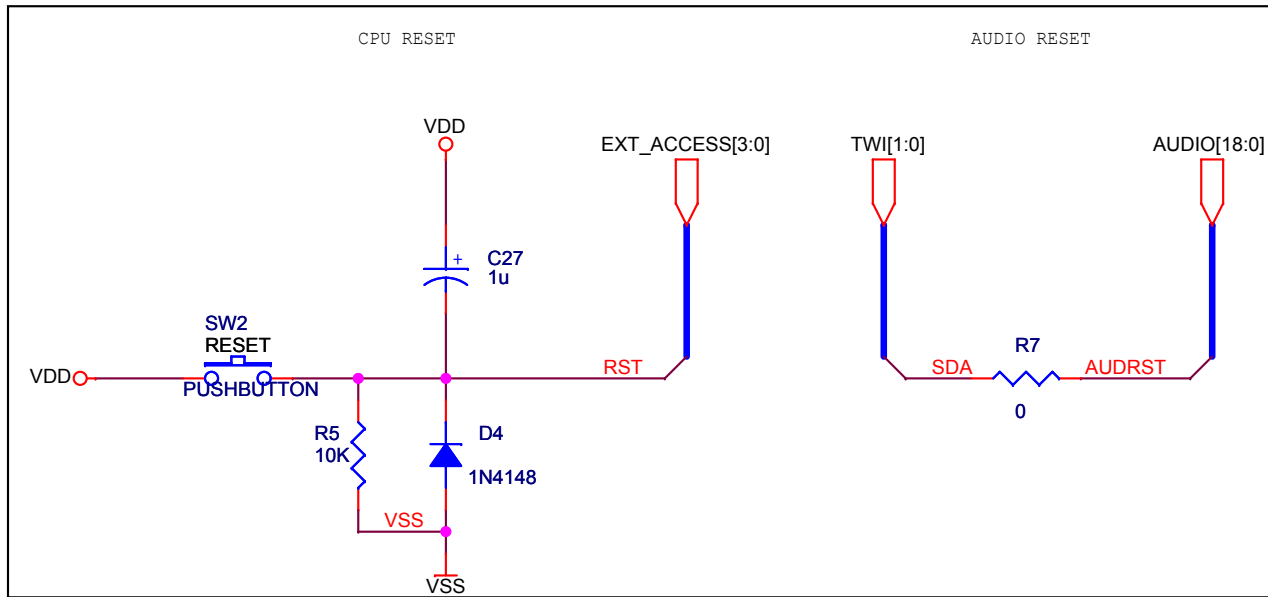 CPU RESET
AUDIO RESET
VDD
EXT_ACCESS[3:0]
TWI[1:0]
AUDIO[18:0]
+
C27
1u
SW2
RESET
VDD
PUSHBUTTON
RST
R7
SDA
AUDRST
0
R5
10K
D4
1N4148
VSS
VSS